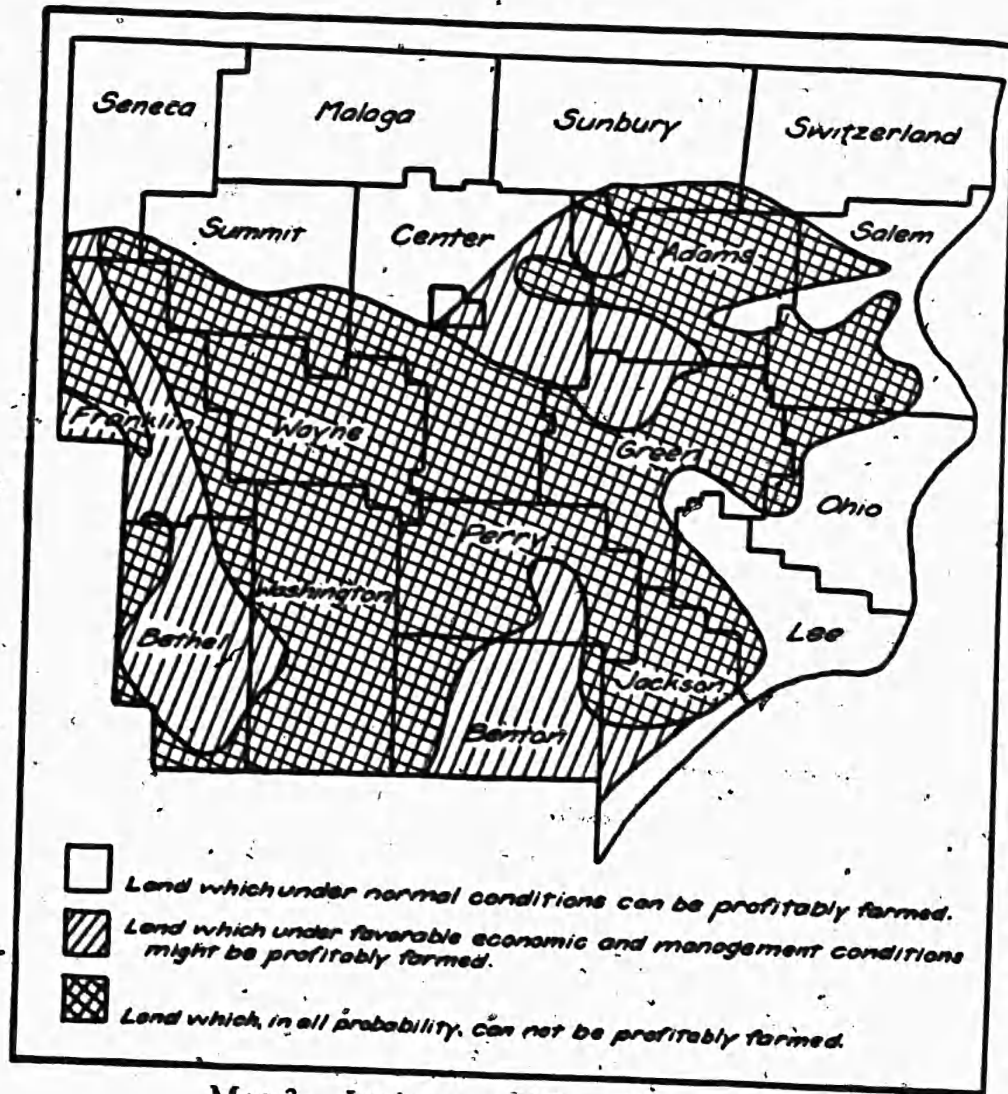 Seneca
Malaga
Sunbury
Switzerland
Summit
Center
Adams
Salem
Franklin
Wayne
Green
Ohio
Perry
Washington
Lee
Bethel
Jackson
Benton
Land which under normal conditions can be profitably farmed.
Land which under favorable economic and management conditions
might be profitably farmed.
Land which, in all probability, can not be profitably farmed.